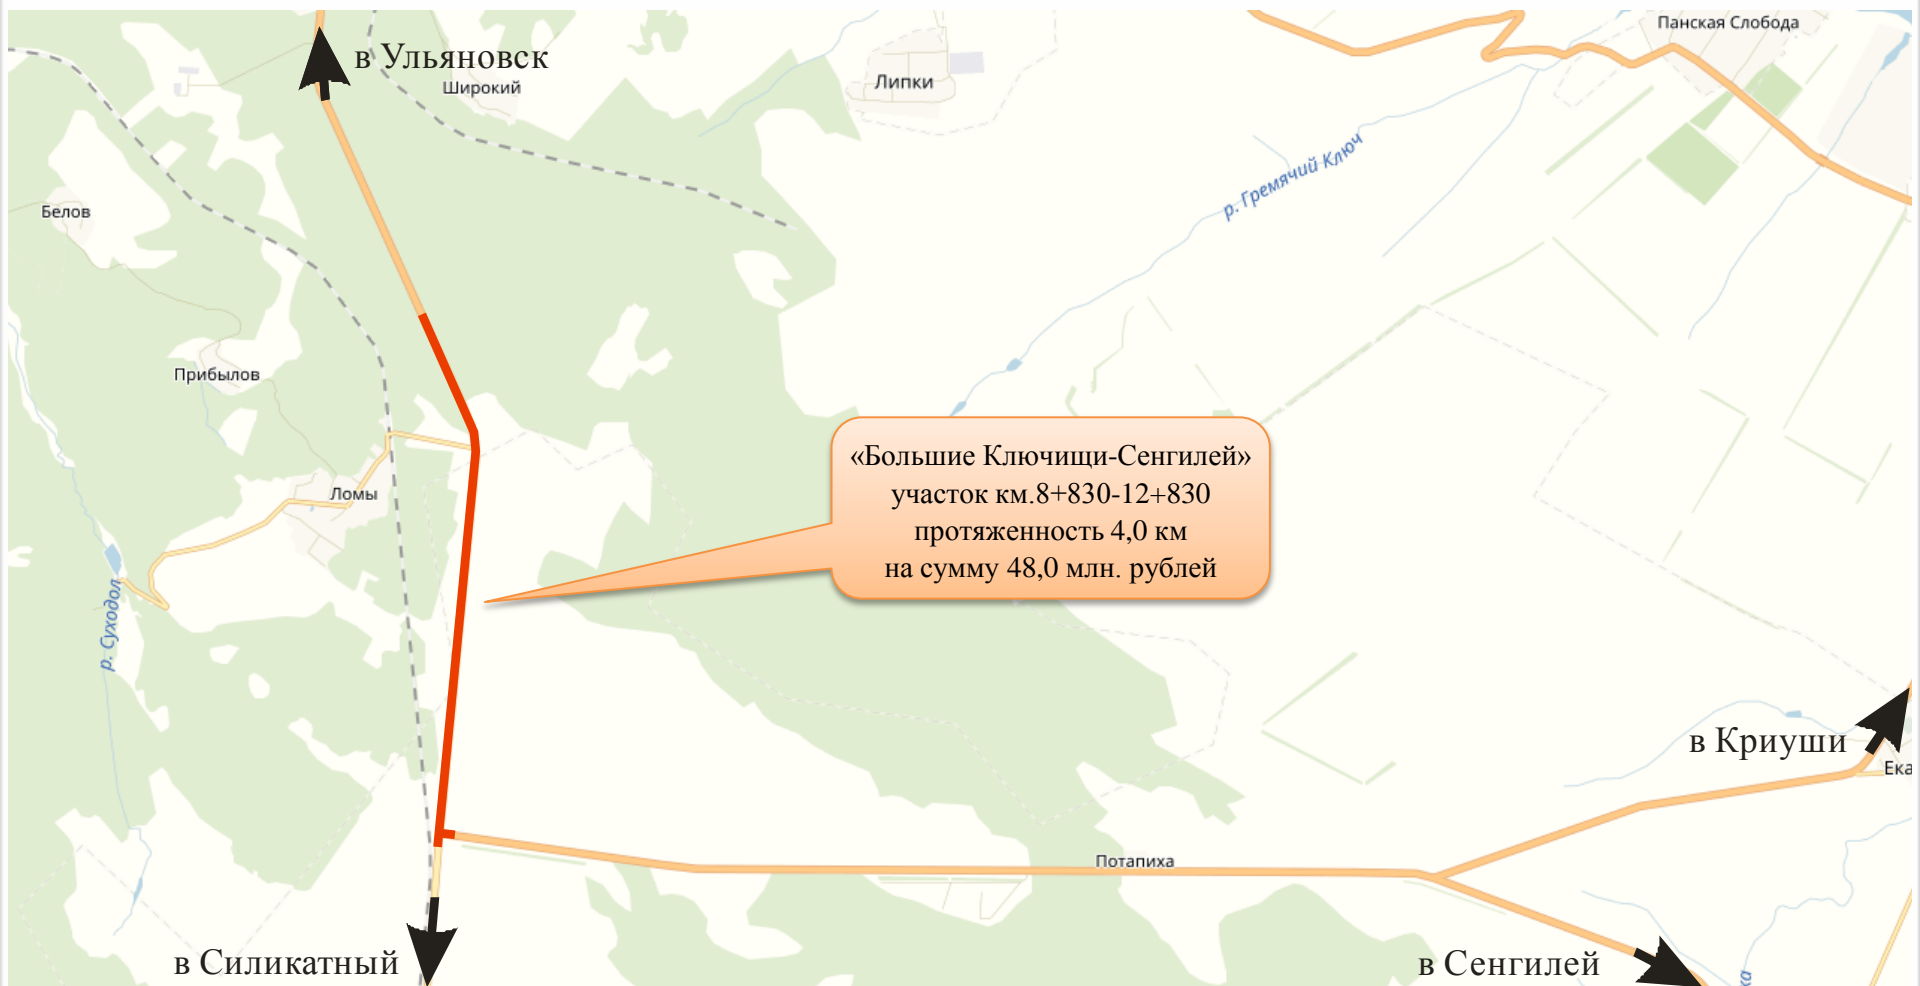 Панская Слобода
в Ульяновск
Широкий
Липки
р. Гремячий Ключ
Белов
Прибылов
«Большие Ключищи-Сенгилей»
участок км.8+830-12+830
протяженность 4,0 км
на сумму 48,0 млн. рублей
Ломы
р. Суходол
в Криуши
Ека
Потапиха
в Силикатный
в Сенгилей
ка